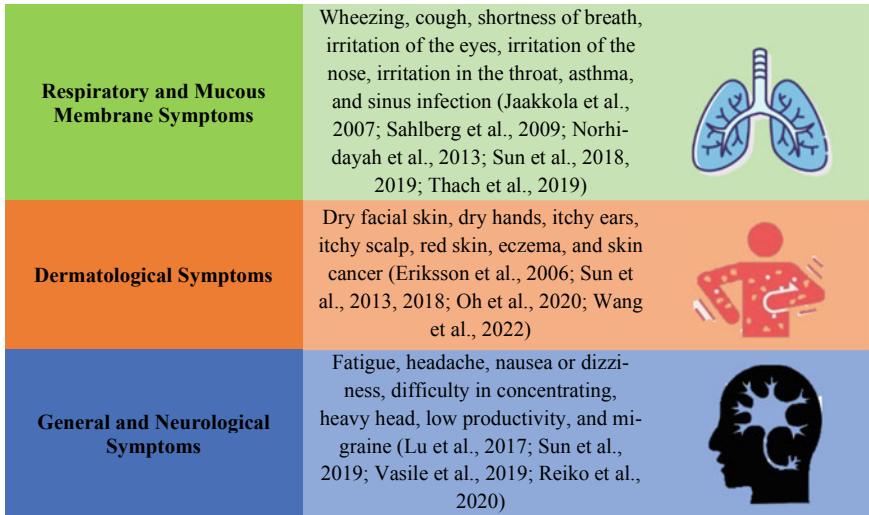 Respiratory and Mucous
Membrane Symptoms
Wheezing, cough, shortness of breath,
irritation of the eyes, irritation of the
nose, irritation in the throat, asthma,
and sinus infection (Jaakkola et al.,
2007; Sahlberg et al., 2009; Norhi-
dayah et al., 2013; Sun et al., 2018,
2019; Thach et al., 2019)
Dermatological Symptoms
Dry facial skin, dry hands, itchy ears,
itchy scalp, red skin, eczema, and skin
cancer (Eriksson et al., 2006; Sun et
al., 2013, 2018; Oh et al., 2020; Wang
et al., 2022)
General and Neurological
Symptoms
Fatigue, headache, nausea or dizzi-
ness, difficulty in concentrating,
heavy head, low productivity, and mi-
graine (Lu et al., 2017; Sun et al.,
2019; Vasile et al., 2019; Reiko et al.,
2020)